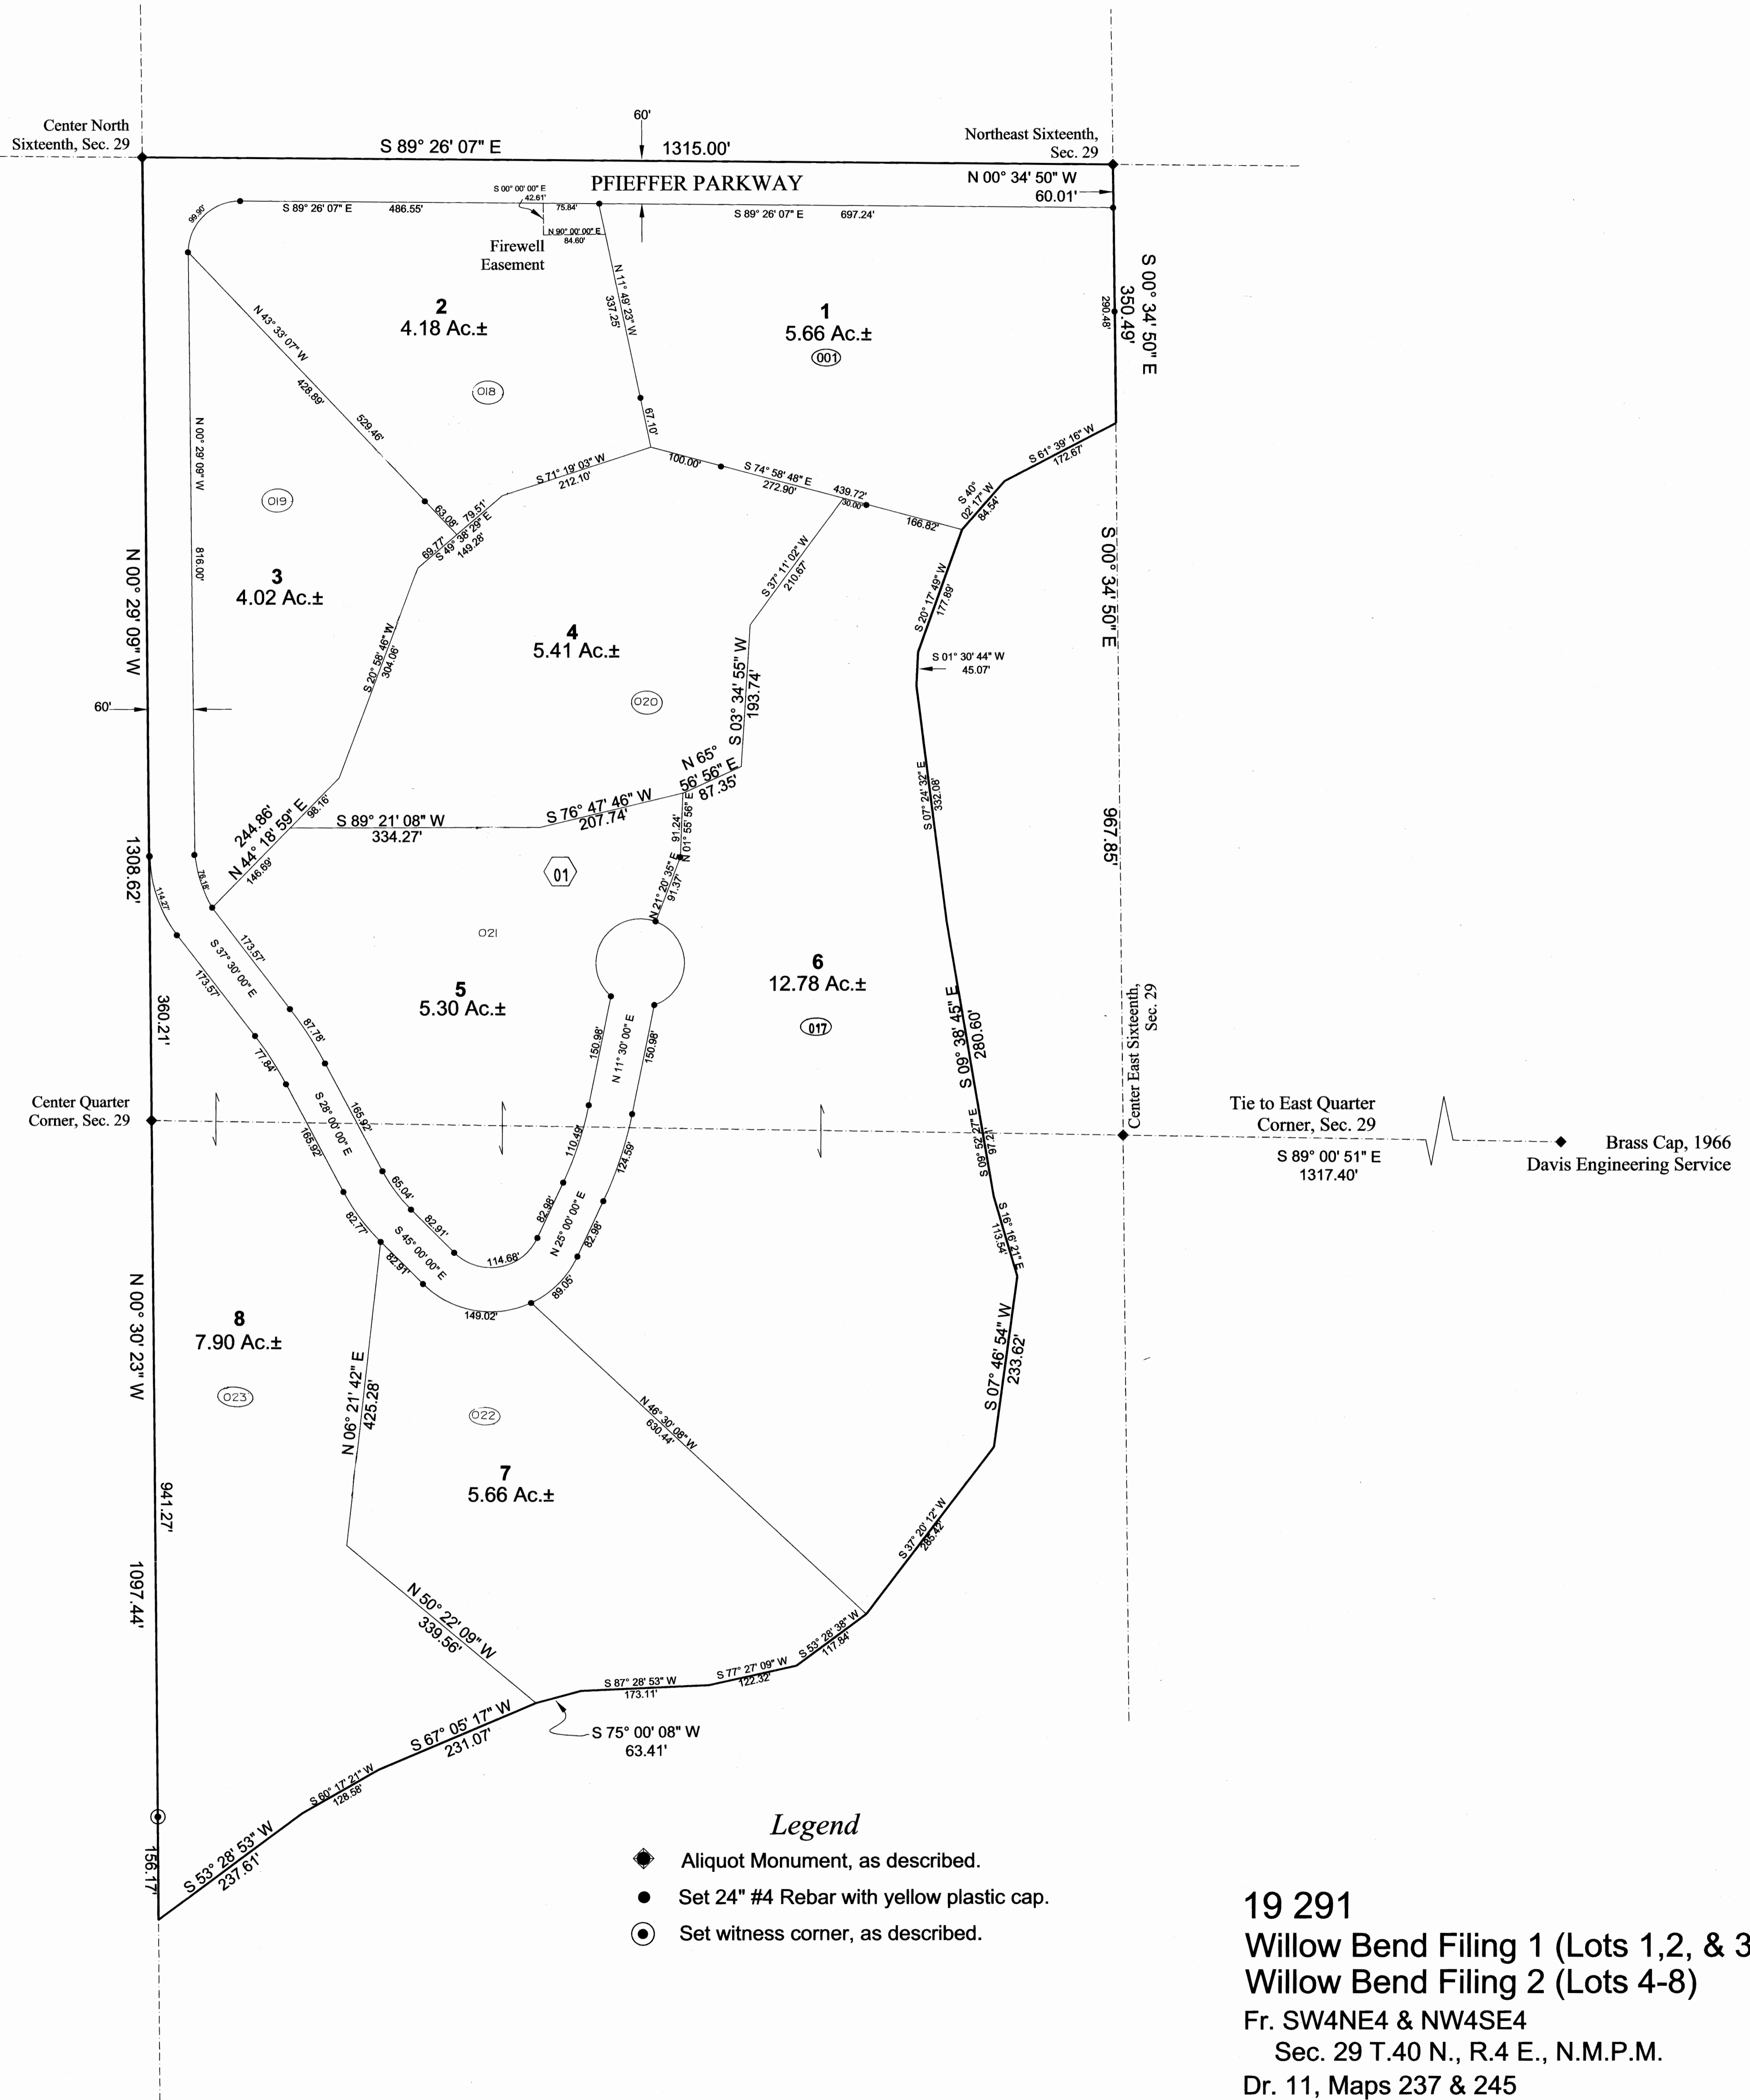 Center North
Sixteenth, Sec. 29
S 89° 26' 07" E
60'
1315.00'
Northeast Sixteenth,
Sec. 29
PFIEFFER PARKWAY
N 00° 34' 50" W
60.01'
99.90'
S 89° 26' 07" E
486.55'
S 00° 00' 00" E
42.61'
75.84'
N 90° 00' 00" E
84.60'
Firewell
Easement
S 89° 26' 07" E
697.24'
S 00° 34' 50" E
350.49'
290.48'
N 11° 49' 23" W
337.25'
67.10'
2
4.18 Ac.±
018
1
5.66 Ac.±
001
N 43° 33' 07" W
428.89'
529.46'
63.08'
S 71° 19' 03" W
212.10'
100.00'
S 74° 58' 48" E
272.90'
439.72'
30.00'
166.82'
S 61° 39' 16" W
172.67'
S 40°
02' 17" W
84.54'
N 00° 29' 09" W
816.00'
019
79.51'
69.77'
S 49° 38' 29" E
149.28'
S 37° 11' 02" W
210.67'
S 20° 17' 49" W
177.89'
S 00° 34' 50" E
967.85'
N 00° 29' 09" W
1308.62'
3
4.02 Ac.±
4
5.41 Ac.±
020
S 20° 58' 46" W
304.06'
S 03° 34' 55" W
193.74'
S 01° 30' 44" W
45.07'
60'
N 65°
56' 56" E
87.35'
S 07° 24' 32" E
332.08'
244.86'
N 44° 18' 59" E
98.16'
146.69'
S 89° 21' 08" W
334.27'
S 76° 47' 46" W
207.74'
91.24'
N 01° 55' 56" E
N 21° 20' 35" E
91.37'
76.18'
114.27'
01
021
5
5.30 Ac.±
6
12.78 Ac.±
017
173.57'
S 37° 30' 00" E
173.57'
360.21'
87.78'
77.84'
150.98'
N 11° 30' 00" E
150.98'
S 09° 38' 45" E
280.60'
Center East Sixteenth,
Sec. 29
Center Quarter
Corner, Sec. 29
165.92'
S 28° 00' 00" E
165.92'
110.49'
124.59'
S 09° 52' 27" E
97.21'
Tie to East Quarter
Corner, Sec. 29
S 89° 00' 51" E
1317.40'
Brass Cap, 1966
Davis Engineering Service
65.04'
82.77'
82.91'
S 45° 00' 00" E
82.91'
114.68'
82.98'
N 25° 00' 00" E
82.98'
89.05'
149.02'
S 16° 16' 21" E
113.54'
N 00° 30' 23" W
1097.44'
941.27'
8
7.90 Ac.±
023
N 06° 21' 42" E
425.28'
022
7
5.66 Ac.±
N 46° 30' 08" W
630.44'
S 07° 46' 54" W
233.62'
S 37° 20' 12" W
285.42'
N 50° 22' 09" W
339.56'
S 53° 28' 38" W
117.84'
S 77° 27' 09" W
122.32'
S 87° 28' 53" W
173.11'
S 75° 00' 08" W
63.41'
S 67° 05' 17" W
231.07'
S 60° 17' 21" W
128.58'
S 53° 28' 53" W
237.61'
156.17'
Legend
Aliquot Monument, as described.
Set 24" #4 Rebar with yellow plastic cap.
Set witness corner, as described.
19 291
Willow Bend Filing 1 (Lots 1,2, & 3
Willow Bend Filing 2 (Lots 4-8)
Fr. SW4NE4 & NW4SE4
Sec. 29 T.40 N., R.4 E., N.M.P.M.
Dr. 11, Maps 237 & 245